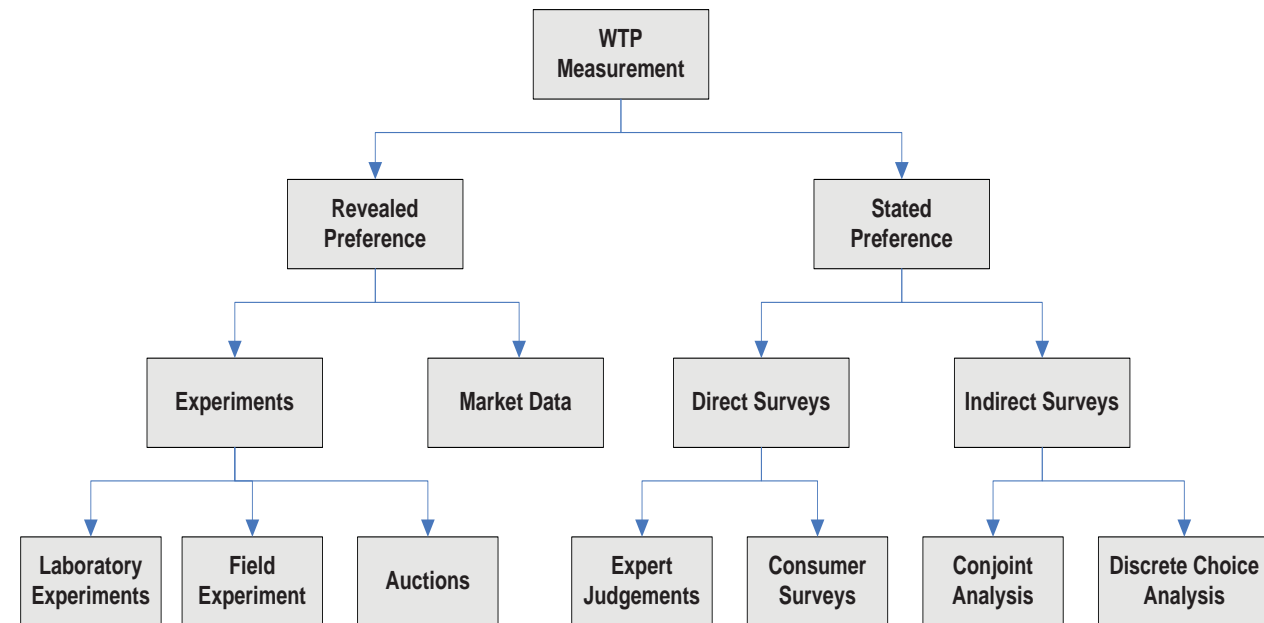 WTP
Measurement
Revealed
Preference
Stated
Preference
Experiments
Market Data
Direct Surveys
Indirect Surveys
Laboratory
Experiments
Field
Experiment
Auctions
Expert
Judgements
Consumer
Surveys
Conjoint
Analysis
Discrete Choice
Analysis